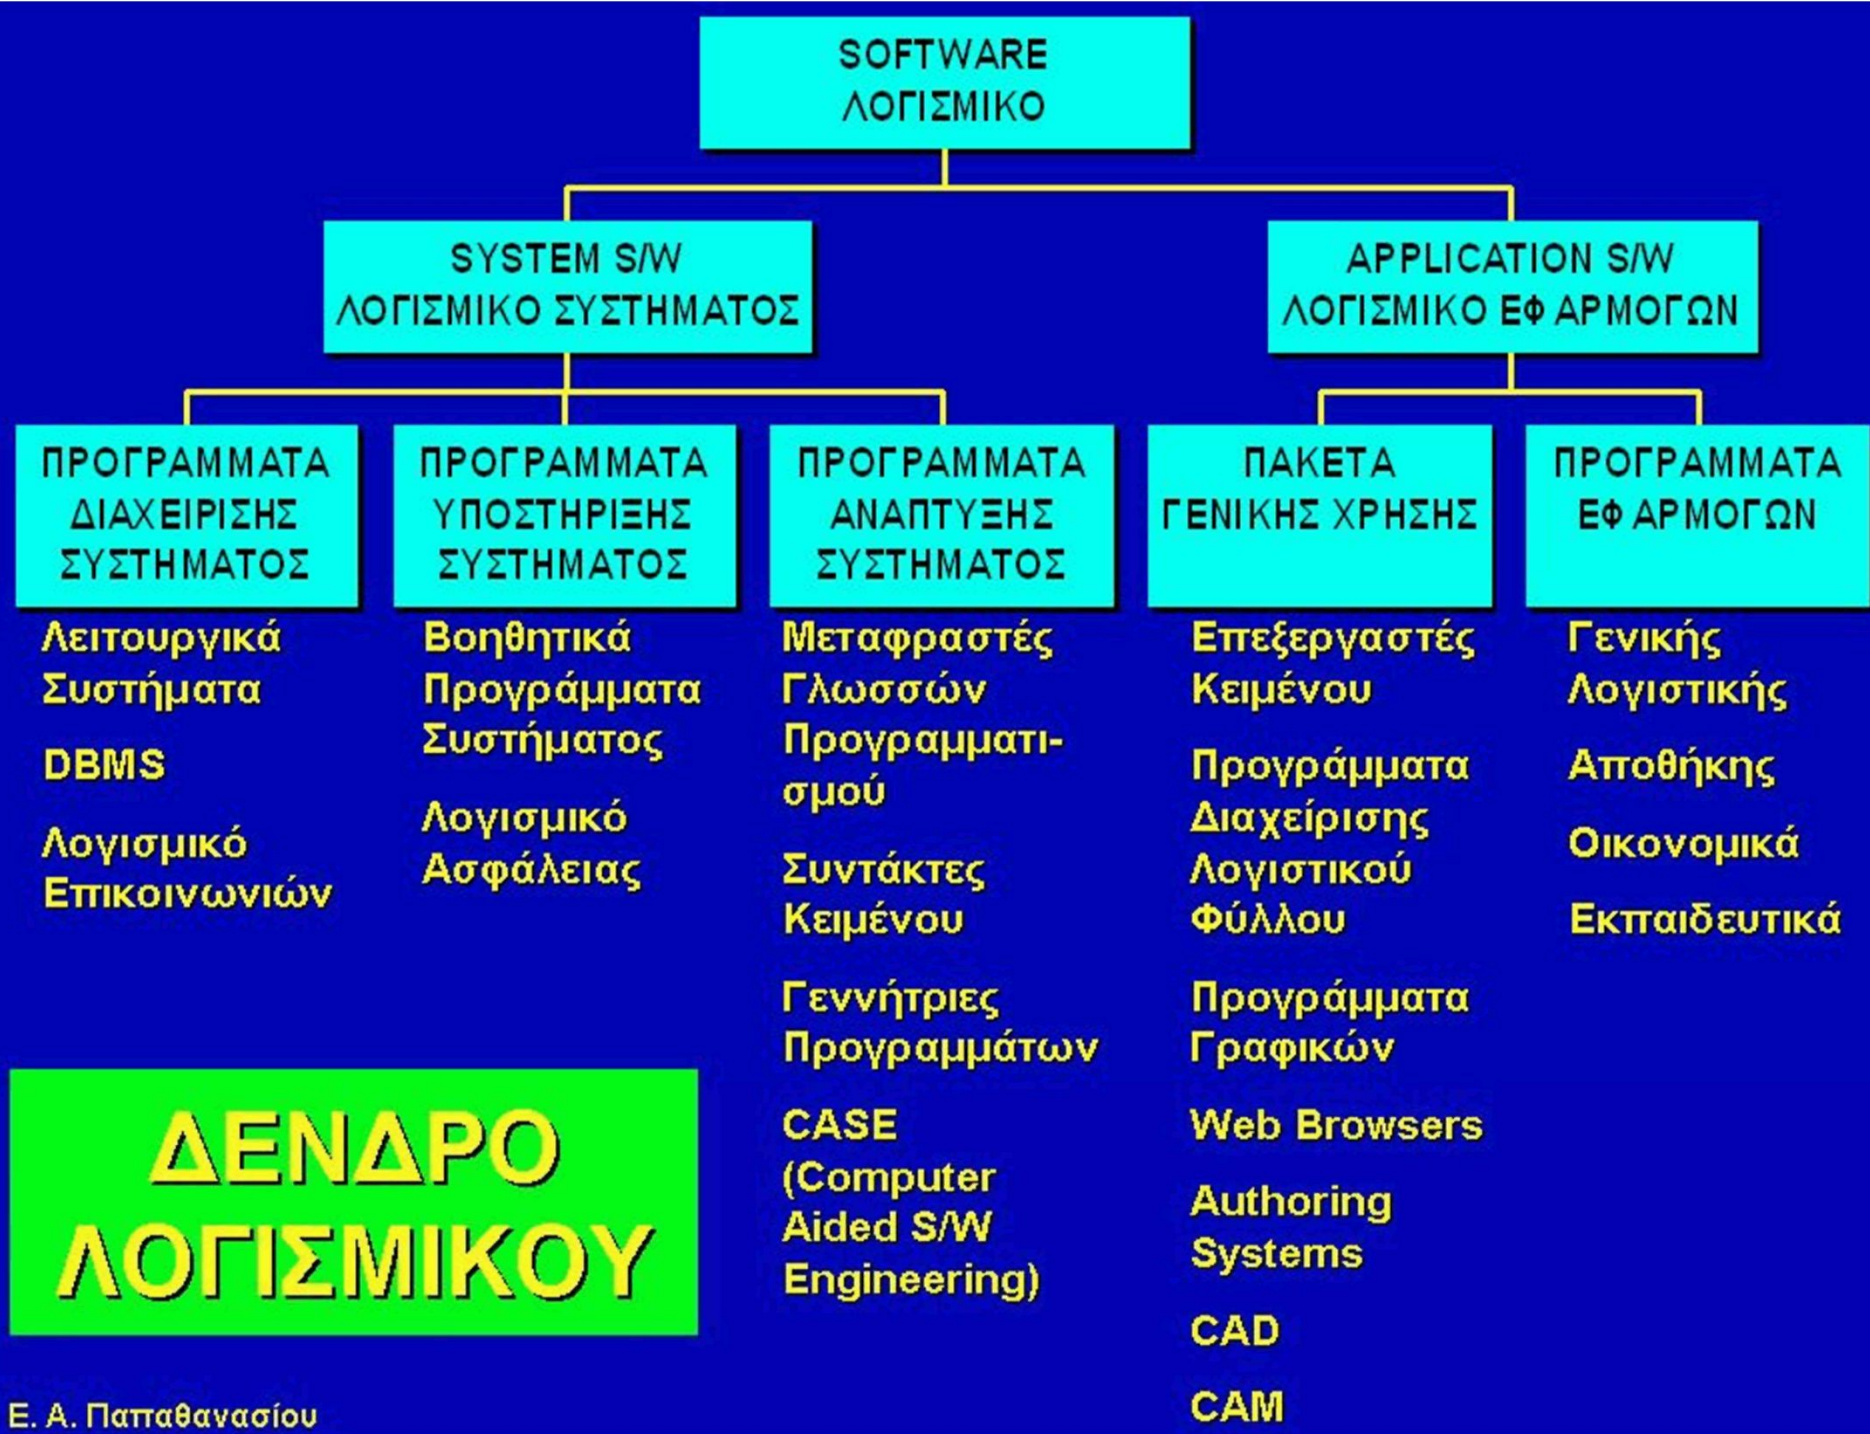 SOFTWARE
ΛΟΓΙΣΜΙΚΟ
SYSTEM S/W
ΛΟΓΙΣΜΙΚΟ ΣΥΣΤΗΜΑΤΟΣ
APPLICATION S/W
ΛΟΓΙΣΜΙΚΟ ΕΦΑΡΜΟΓΩΝ
ΠΡΟΓΡΑΜΜΑΤΑ
ΔΙΑΧΕΙΡΙΣΗΣ
ΣΥΣΤΗΜΑΤΟΣ
Λειτουργικά
Συστήματα
DBMS
Λογισμικό
Επικοινωνιών
ΠΡΟΓΡΑΜΜΑΤΑ
ΥΠΟΣΤΗΡΙΞΗΣ
ΣΥΣΤΗΜΑΤΟΣ
Βοηθητικά
Προγράμματα
Συστήματος
Λογισμικό
Ασφάλειας
ΠΡΟΓΡΑΜΜΑΤΑ
ΑΝΑΠΤΥΞΗΣ
ΣΥΣΤΗΜΑΤΟΣ
Μεταφραστές
Γλωσσών
Προγραμματι-
σμού
Συντάκτες
Κειμένου
Γεννήτριες
Προγραμμάτων
CASE
(Computer
Aided S/W
Engineering)
ΠΑΚΕΤΑ
ΓΕΝΙΚΗΣ ΧΡΗΣΗΣ
Επεξεργαστές
Κειμένου
Προγράμματα
Διαχείρισης
Λογιστικού
Φύλλου
Προγράμματα
Γραφικών
Web Browsers
Authoring
Systems
CAD
CAM
ΠΡΟΓΡΑΜΜΑΤΑ
ΕΦΑΡΜΟΓΩΝ
Γενικής
Λογιστικής
Αποθήκης
Οικονομικά
Εκπαιδευτικά
ΔΕΝΔΡΟ
ΛΟΓΙΣΜΙΚΟΥ
Ε. Α. Παπαθανασίου